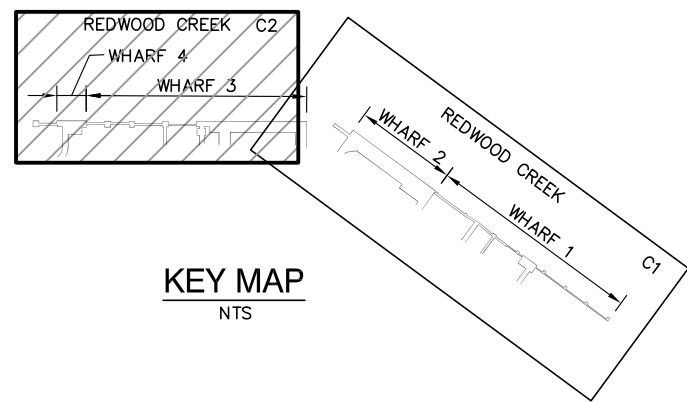 REDWOOD CREEK C2
WHARF 4
WHARF 3
REDWOOD CREEK
WHARF 2
WHARF 1
C1
KEY MAP
NTS